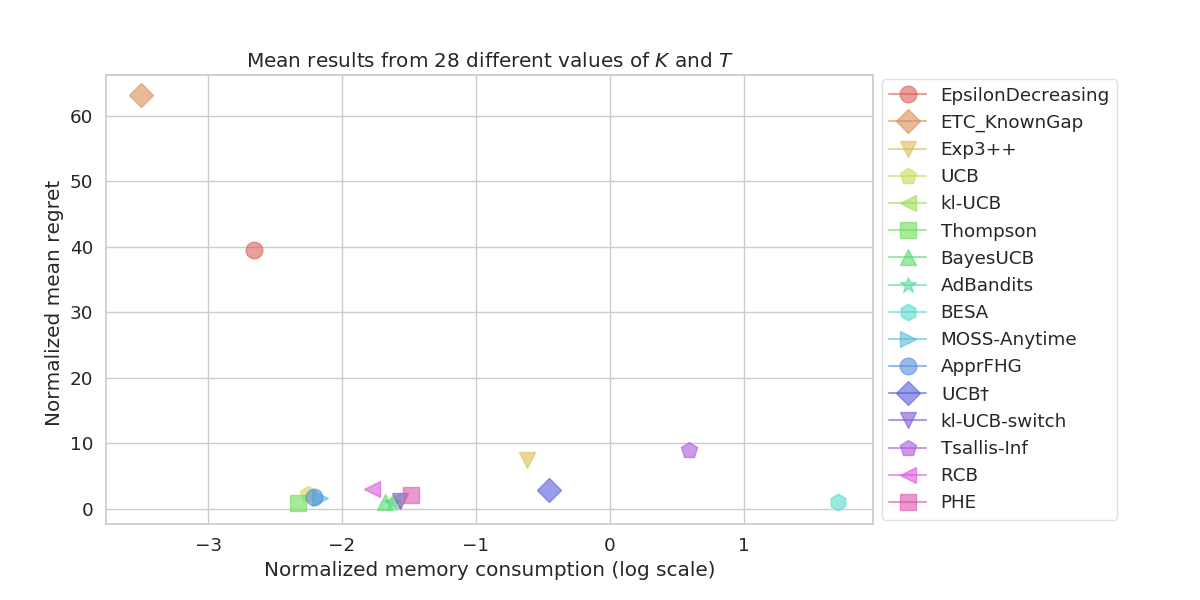 Mean results from 28 different values of K and T
Normalized mean regret
60
50
40
30
20
10
0
−3
−2
−1
0
1
Normalized memory consumption (log scale)
EpsilonDecreasing
ETC_KnownGap
Exp3++
UCB
kl-UCB
Thompson
BayesUCB
AdBandits
BESA
MOSS-Anytime
ApprFHG
UCB†
kl-UCB-switch
Tsallis-Inf
RCB
PHE